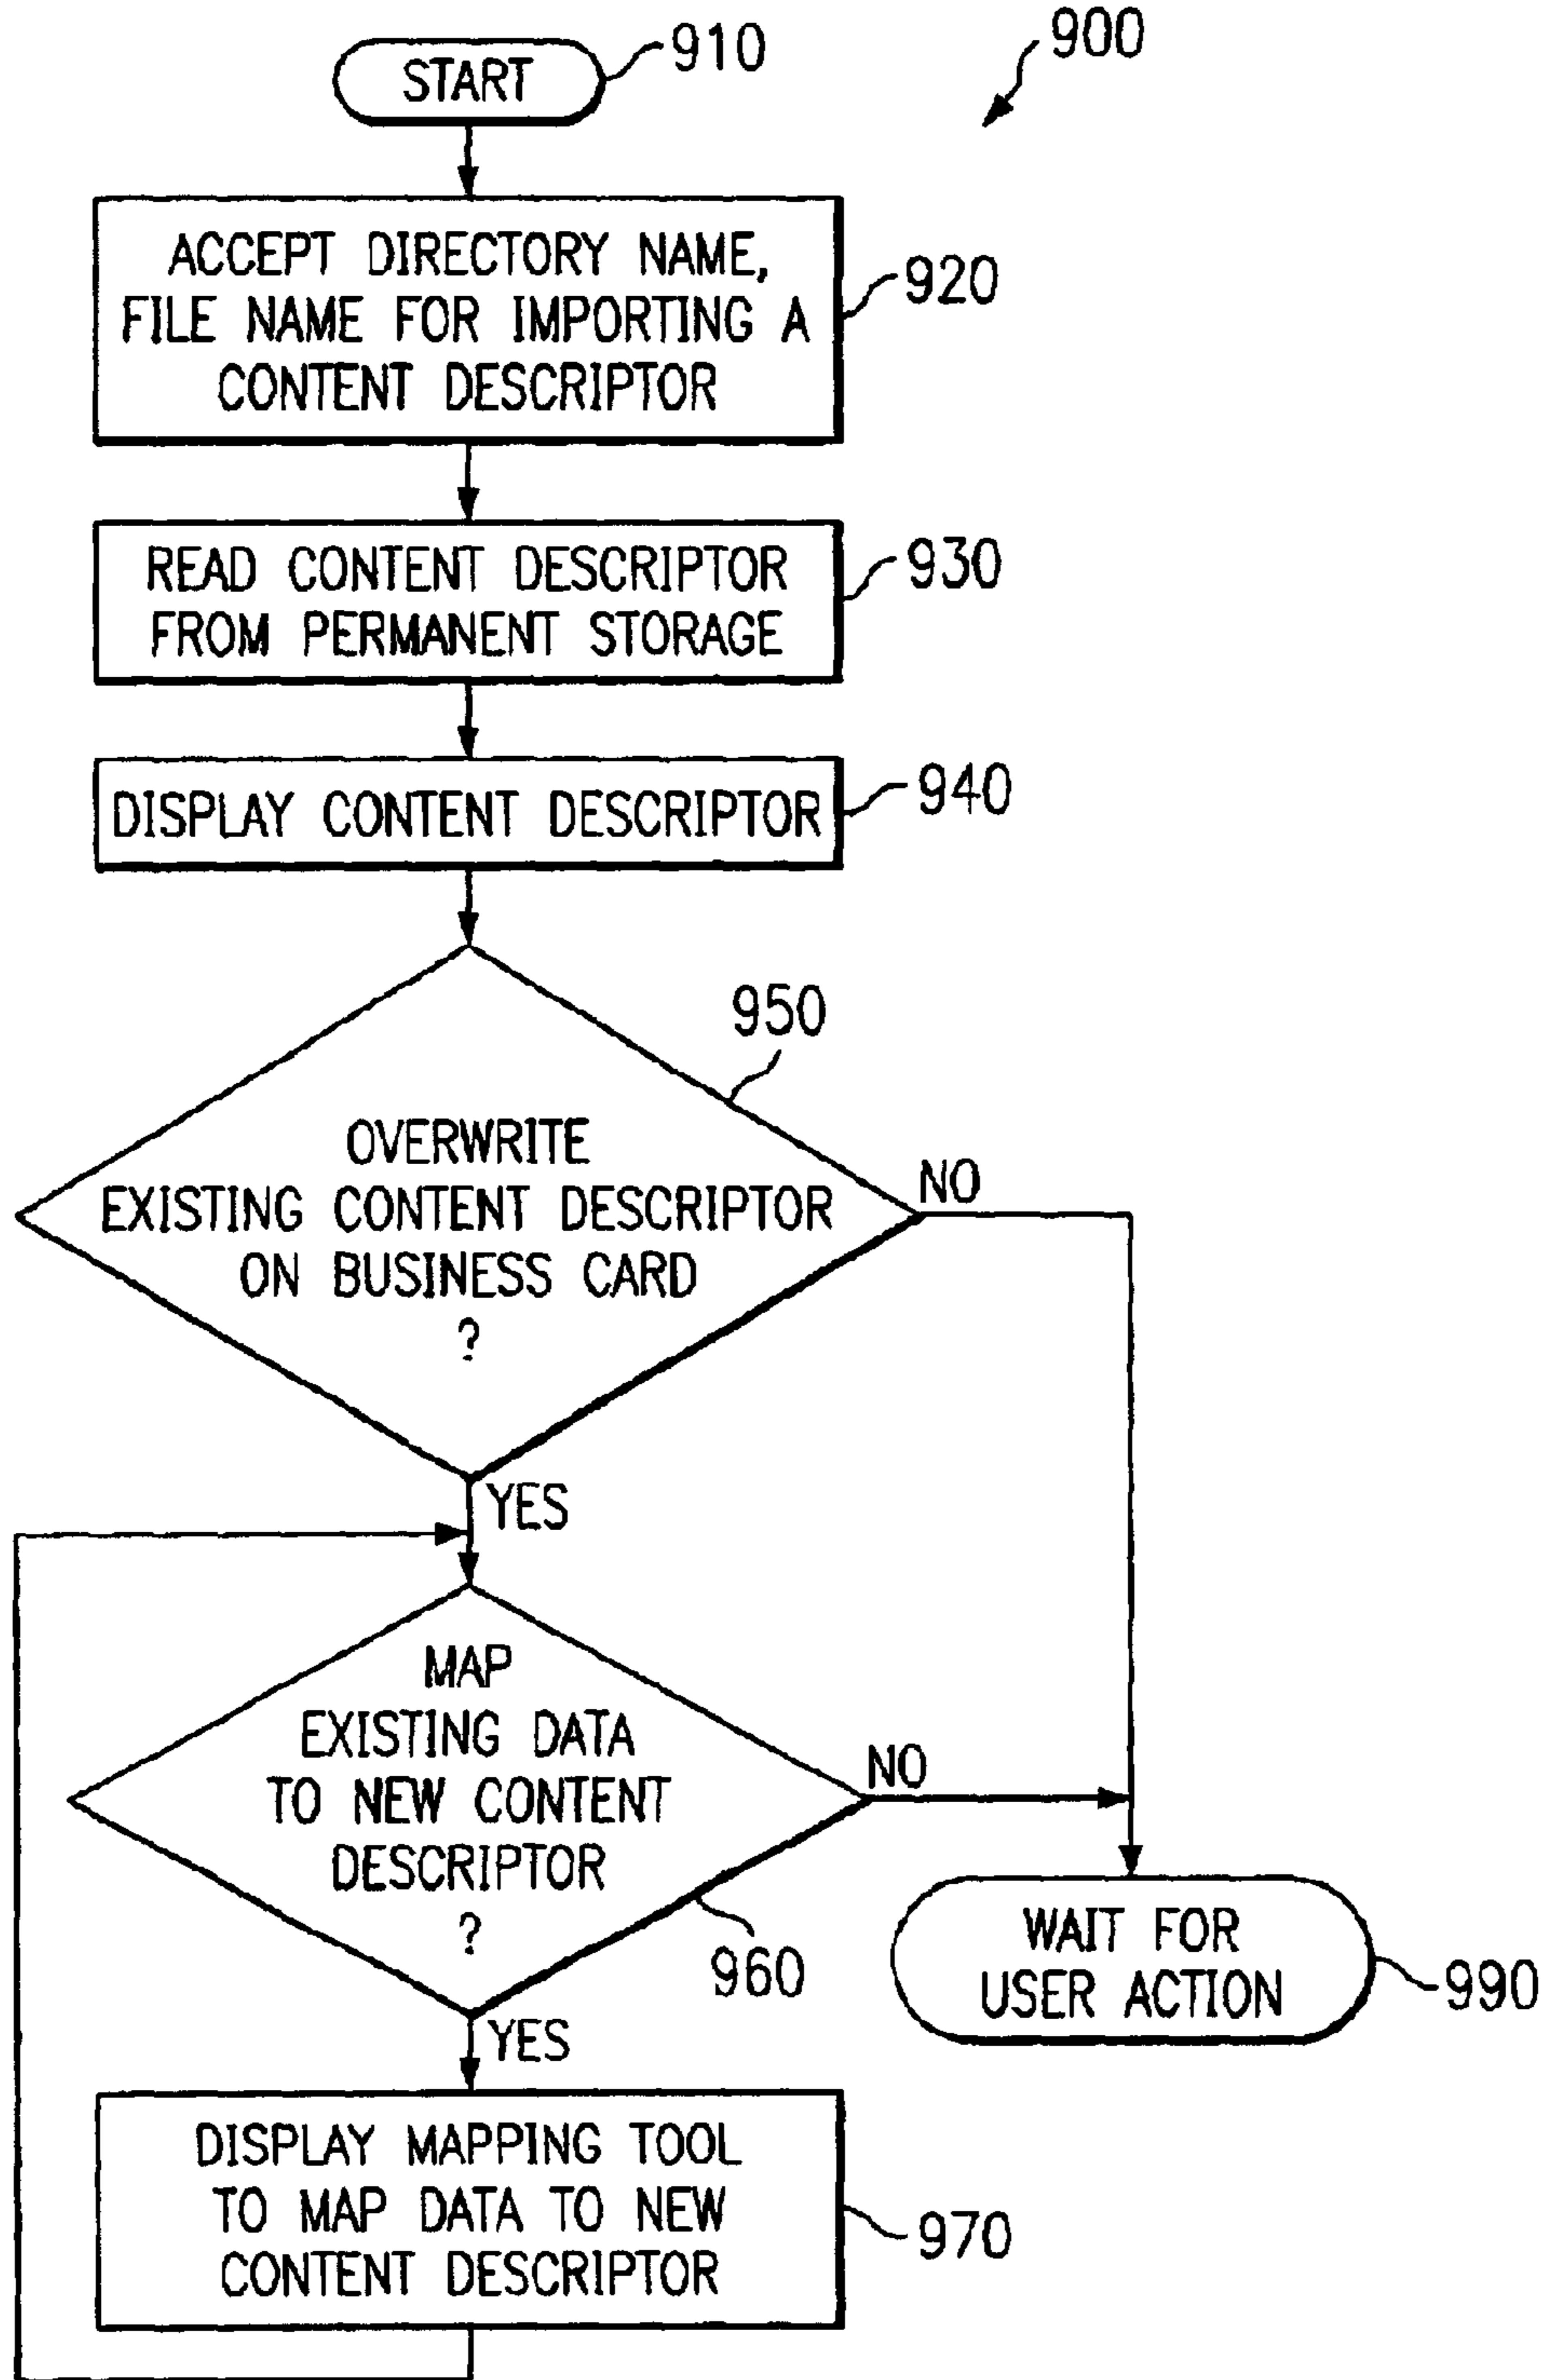 900
START
910
ACCEPT DIRECTORY NAME,
FILE NAME FOR IMPORTING A
CONTENT DESCRIPTOR
920
READ CONTENT DESCRIPTOR
FROM PERMANENT STORAGE
930
DISPLAY CONTENT DESCRIPTOR
940
950
OVERWRITE
EXISTING CONTENT DESCRIPTOR
ON BUSINESS CARD
?
NO
YES
MAP
EXISTING DATA
TO NEW CONTENT
DESCRIPTOR
?
NO
960
YES
WAIT FOR
USER ACTION
990
DISPLAY MAPPING TOOL
TO MAP DATA TO NEW
CONTENT DESCRIPTOR
970